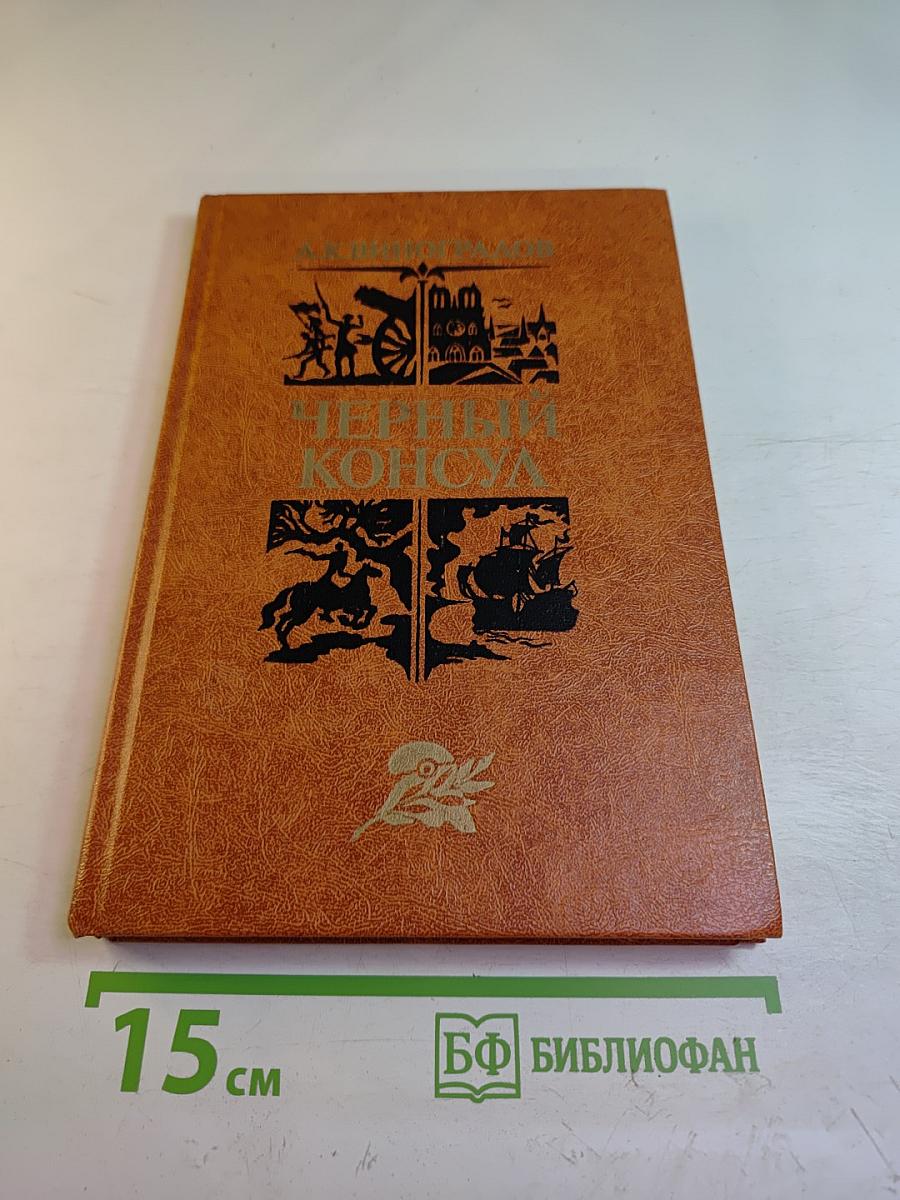 А.К.ВИНОГРАДОВ
ЧЕРНЫЙ
КОНСУЛ
15 см
БФ БИБЛИОФАН